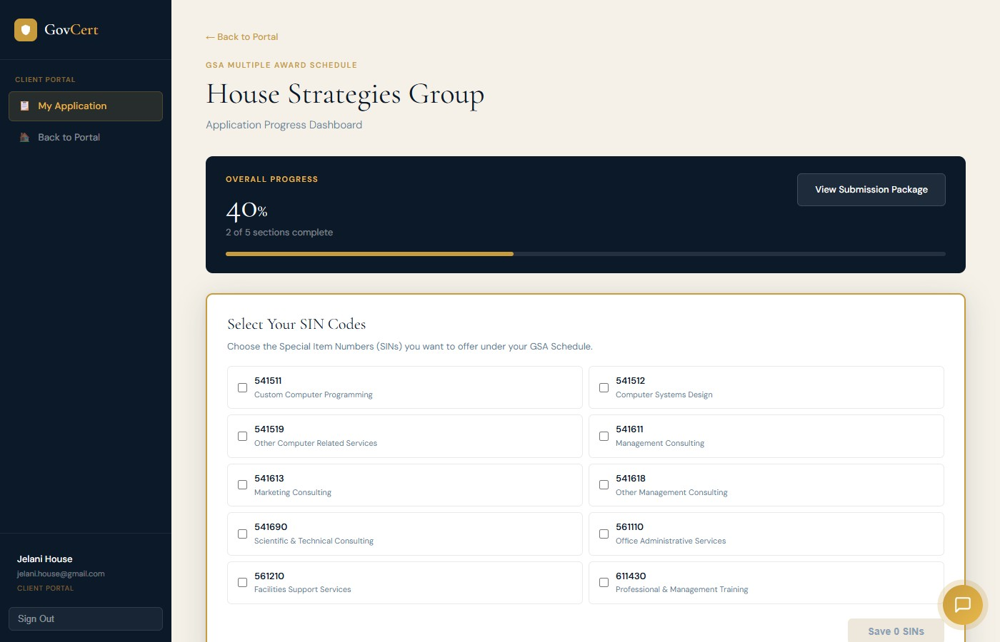 GovCert
CLIENT PORTAL
My Application
Back to Portal
Jelani House
jelani.house@gmail.com
CLIENT PORTAL
Sign Out
← Back to Portal
GSA MULTIPLE AWARD SCHEDULE
House Strategies Group
Application Progress Dashboard
OVERALL PROGRESS
40%
2 of 5 sections complete
View Submission Package
Select Your SIN Codes
Choose the Special Item Numbers (SINs) you want to offer under your GSA Schedule.
541511
Custom Computer Programming
541512
Computer Systems Design
541519
Other Computer Related Services
541611
Management Consulting
541613
Marketing Consulting
541618
Other Management Consulting
541690
Scientific & Technical Consulting
561110
Office Administrative Services
561210
Facilities Support Services
611430
Professional & Management Training
Save 0 SINs